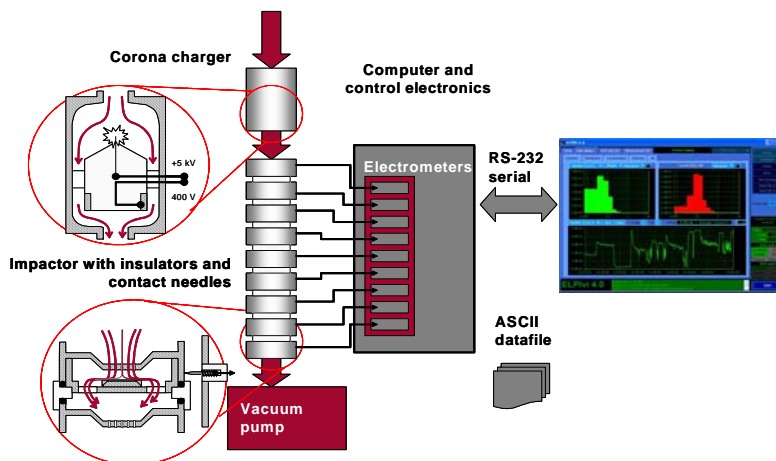 Corona charger
Computer and
control electronics
+5 kV
400 V
Electrometers
RS-232
serial
Impactor with insulators and
contact needles
ELPIvi 4.0
ASCII
datafile
Vacuum
pump